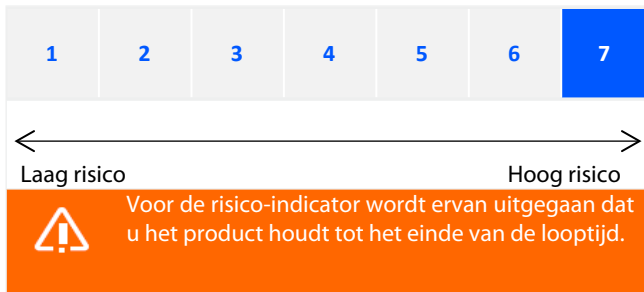 1 2 3 4 5 6 7
Laag risico Hoog risico
Voor de risico-indicator wordt ervan uitgegaan dat
u het product houdt tot het einde van de looptijd.